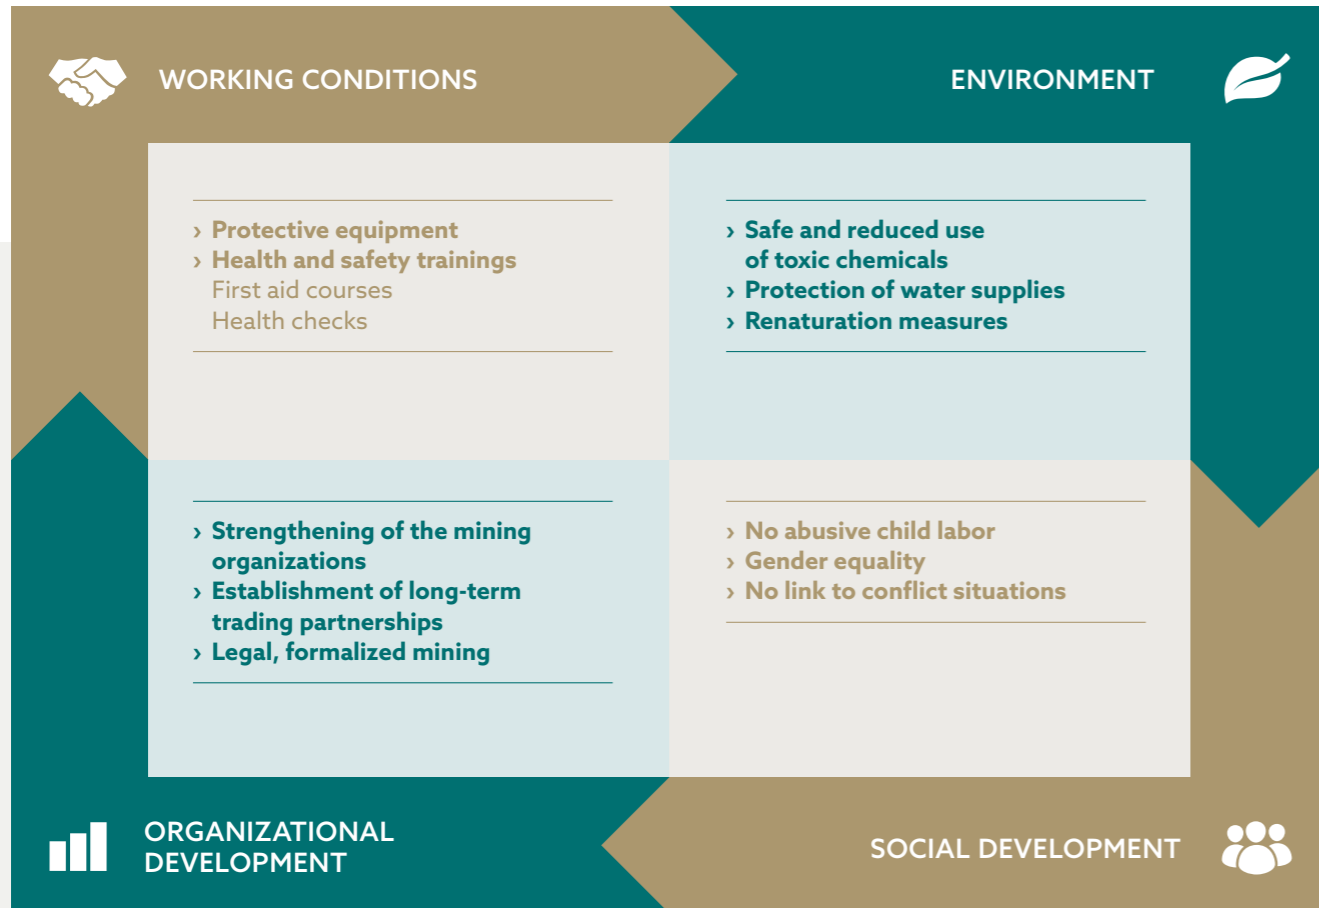 WORKING CONDITIONS
› Protective equipment
› Health and safety trainings
First aid courses
Health checks
ENVIRONMENT
› Safe and reduced use
of toxic chemicals
› Protection of water supplies
› Renaturation measures
› Strengthening of the mining
organizations
› Establishment of long-term
trading partnerships
› Legal, formalized mining
ORGANIZATIONAL
DEVELOPMENT
› No abusive child labor
› Gender equality
› No link to conflict situations
SOCIAL DEVELOPMENT